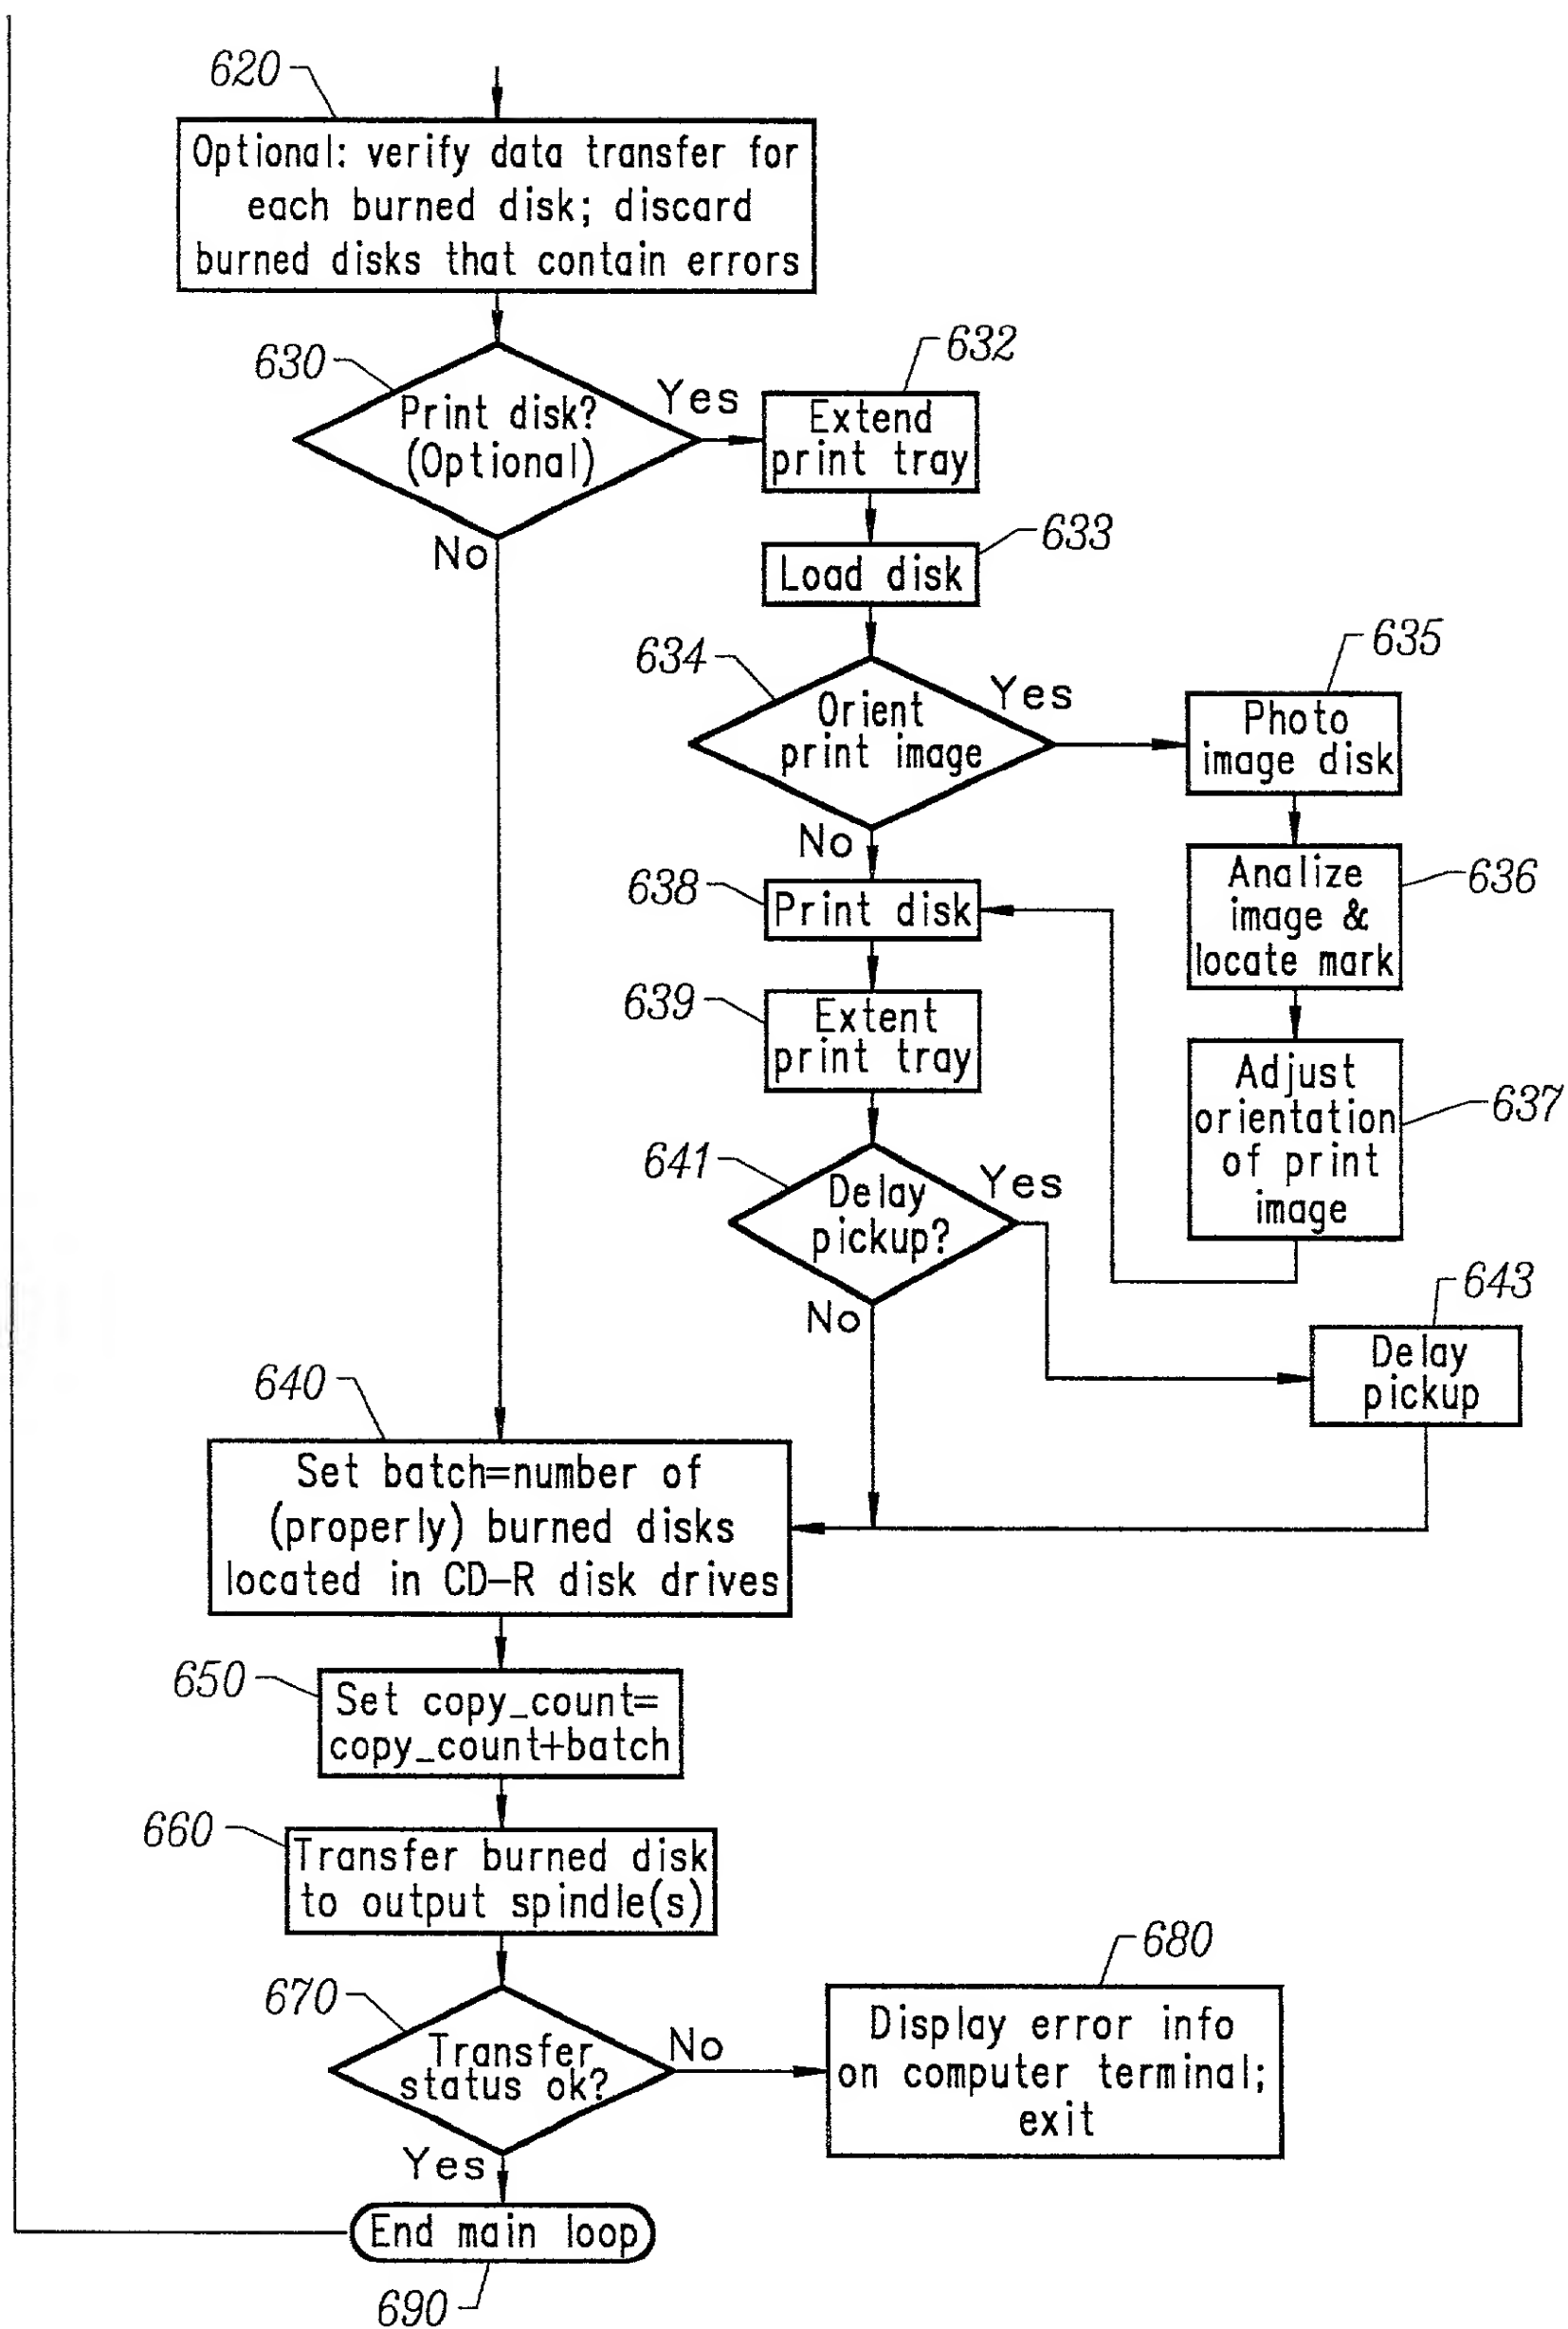 620
Optional: verify data transfer for
each burned disk; discard
burned disks that contain errors
630
Print disk?
(Optional)
Yes
No
632
Extend
print tray
633
Load disk
634
Orient
print image
Yes
No
635
Photo
image disk
636
Analize
image &
locate mark
637
Adjust
orientation
of print
image
638
Print disk
639
Extent
print tray
641
Delay
pickup?
Yes
No
643
Delay
pickup
640
Set batch=number of
(properly) burned disks
located in CD-R disk drives
650
Set copy_count=
copy_count+batch
660
Transfer burned disk
to output spindle(s)
670
Transfer
status ok?
No
Yes
680
Display error info
on computer terminal;
exit
End main loop
690